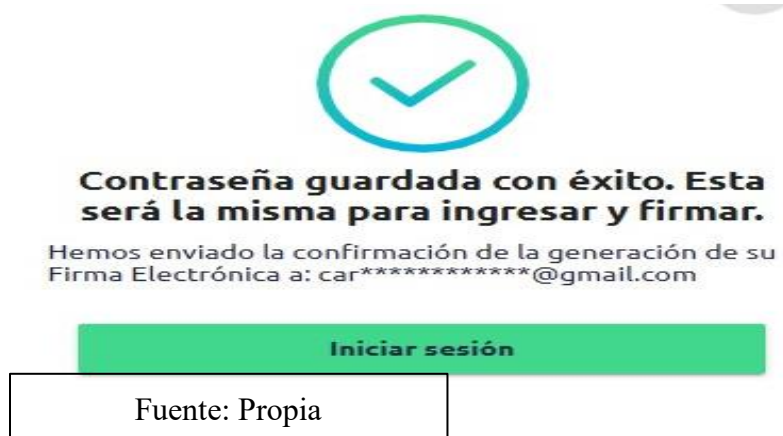 Contraseña guardada con éxito. Esta
será la misma para ingresar y firmar.
Hemos enviado la confirmación de la generación de su
Firma Electrónica a: car************@gmail.com
Iniciar sesión
Fuente: Propia